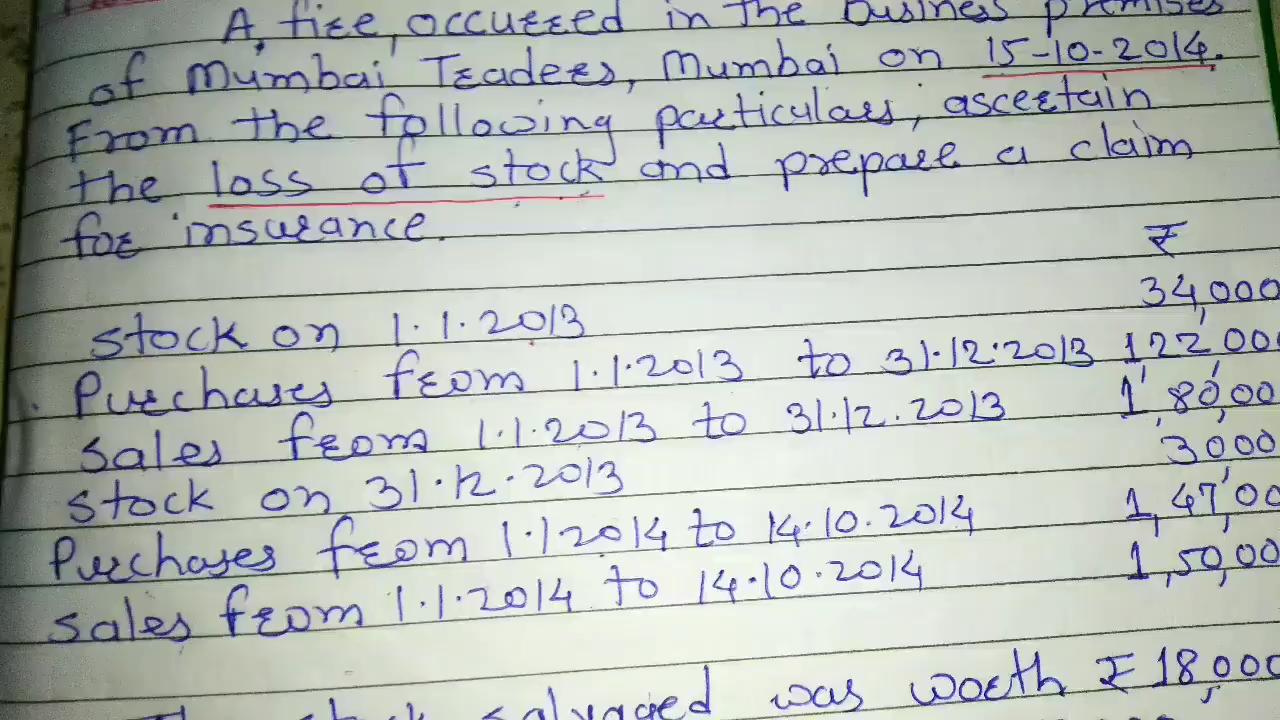 A fire, occurred in the business premises
of Mumbai Traders, Mumbai on 15-10-2014.
From the following particulars, ascertain
the loss of stock and prepare a claim
for insurance.
₹
stock on 1.1.2013 34,000
Purchases from 1.1.2013 to 31.12.2013 1,22,00
sales from 1.1.2013 to 31.12.2013 1,80,00
stock on 31.12.2013 3000
Purchases from 1.1.2014 to 14.10.2014 1,47,00
sales from 1.1.2014 to 14.10.2014 1,50,00
stock salvaged was worth ₹ 18,000